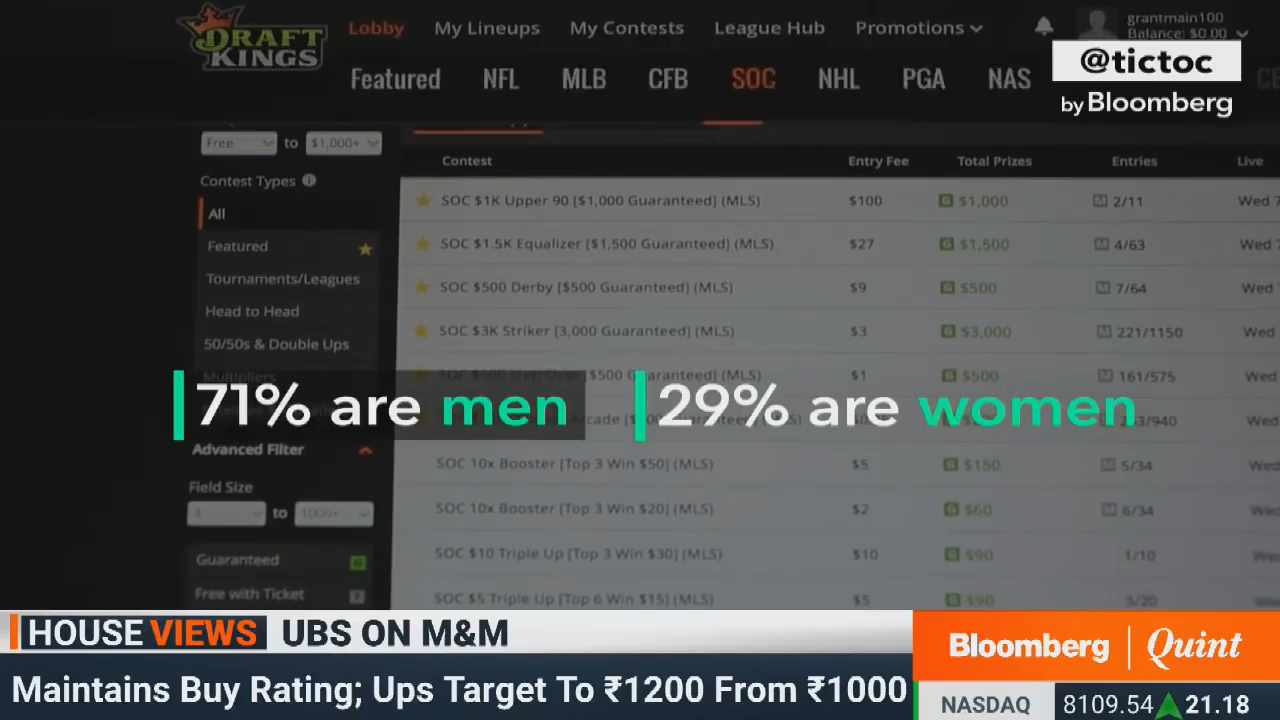 DRAFT KINGS
Lobby My Lineups My Contests League Hub Promotions
grantmain100
Balance: $0.00
@tictoc
by Bloomberg
Featured NFL MLB CFB SOC NHL PGA NAS
Free to $1,000+
Contest Entry Fee Total Prizes Entries Live
Contest Types
All
Featured
Tournaments/Leagues
Head to Head
50/50s & Double Ups
Multipliers
SOC $1K Upper 90 [$1,000 Guaranteed] (MLS) $100 G $1,000 M 2/11 Wed 7
SOC $1.5K Equalizer [$1,500 Guaranteed] (MLS) $27 G $1,500 M 4/63 Wed
SOC $500 Derby [$500 Guaranteed] (MLS) $9 G $500 M 7/64 Wed
SOC $3K Striker [3,000 Guaranteed] (MLS) $3 G $3,000 M 221/1150 Wed
[$500 Guaranteed] (MLS) $1 G $500 M 161/575 Wed
71% are men 29% are women
SOC 10x Booster [Top 3 Win $50] (MLS) $5 G $150 M 5/34 Wed
SOC 10x Booster [Top 3 Win $20] (MLS) $2 G $60 M 6/34 Wed
SOC $10 Triple Up [Top 3 Win $30] (MLS) $10 G $90 1/10 Wed
SOC $5 Triple Up [Top 6 Win $15] (MLS) $5 G $90 3/20 Wed
Advanced Filter
Field Size
to 1000+
Guaranteed G
Free with Ticket T
HOUSE VIEWS UBS ON M&M
Maintains Buy Rating; Ups Target To ₹1200 From ₹1000
Bloomberg | Quint
NASDAQ 8109.54 21.18